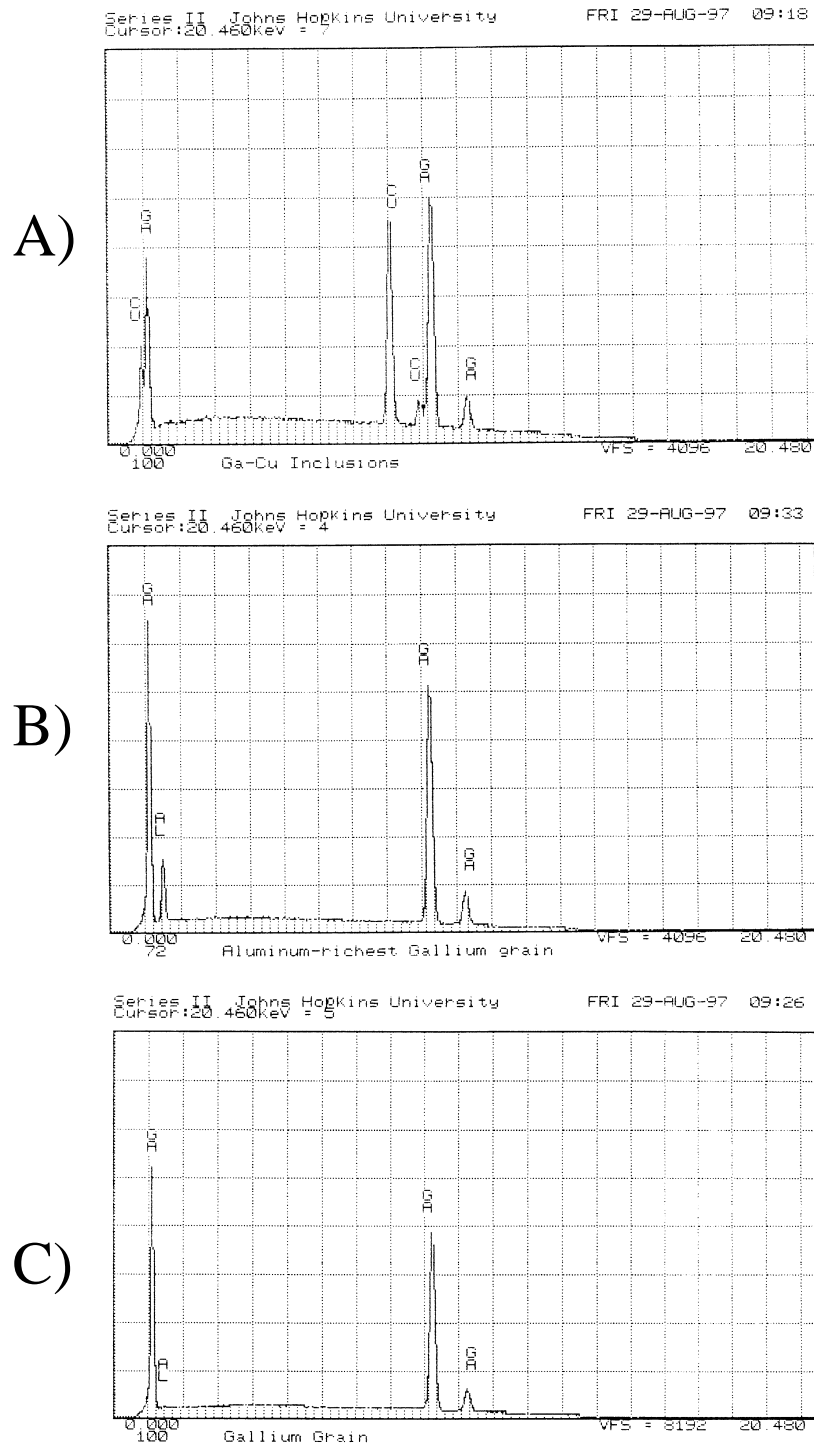 Series II Johns Hopkins University FRI 29-AUG-97 09:18
Cursor:20.460keV = 7
A)
GA
CU
CU
GA
CU
GA
0.000 VFS = 4096 20.480
100 Ga-Cu Inclusions
Series II Johns Hopkins University FRI 29-AUG-97 09:33
Cursor:20.460keV = 4
B)
GA
AL
GA
GA
0.000 VFS = 4096 20.480
72 Aluminum-richest Gallium grain
Series II Johns Hopkins University FRI 29-AUG-97 09:26
Cursor:20.460keV = 5
C)
GA
AL
GA
GA
0.000 VFS = 8192 20.480
100 Gallium Grain